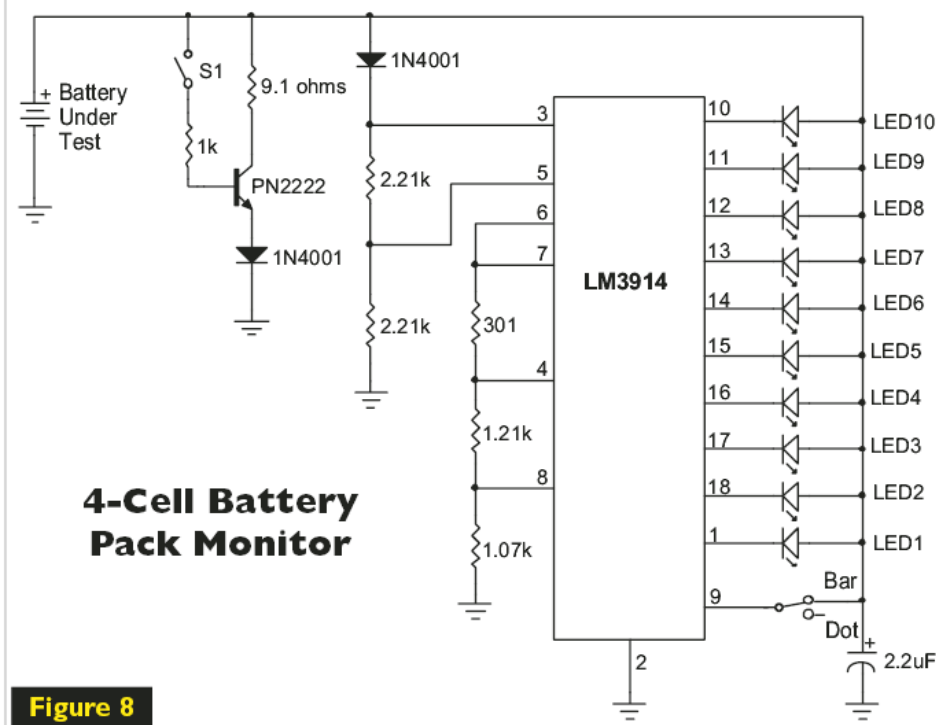 S1
9.1 ohms
1N4001
+ Battery
Under
Test
1k
PN2222
1N4001
2.21k
2.21k
3
5
6
7
301
4
1.21k
8
1.07k
LM3914
10
LED10
11
LED9
12
LED8
13
LED7
14
LED6
15
LED5
16
LED4
17
LED3
18
LED2
1
LED1
9
Bar
Dot
+
2.2uF
2
4-Cell Battery
Pack Monitor
Figure 8